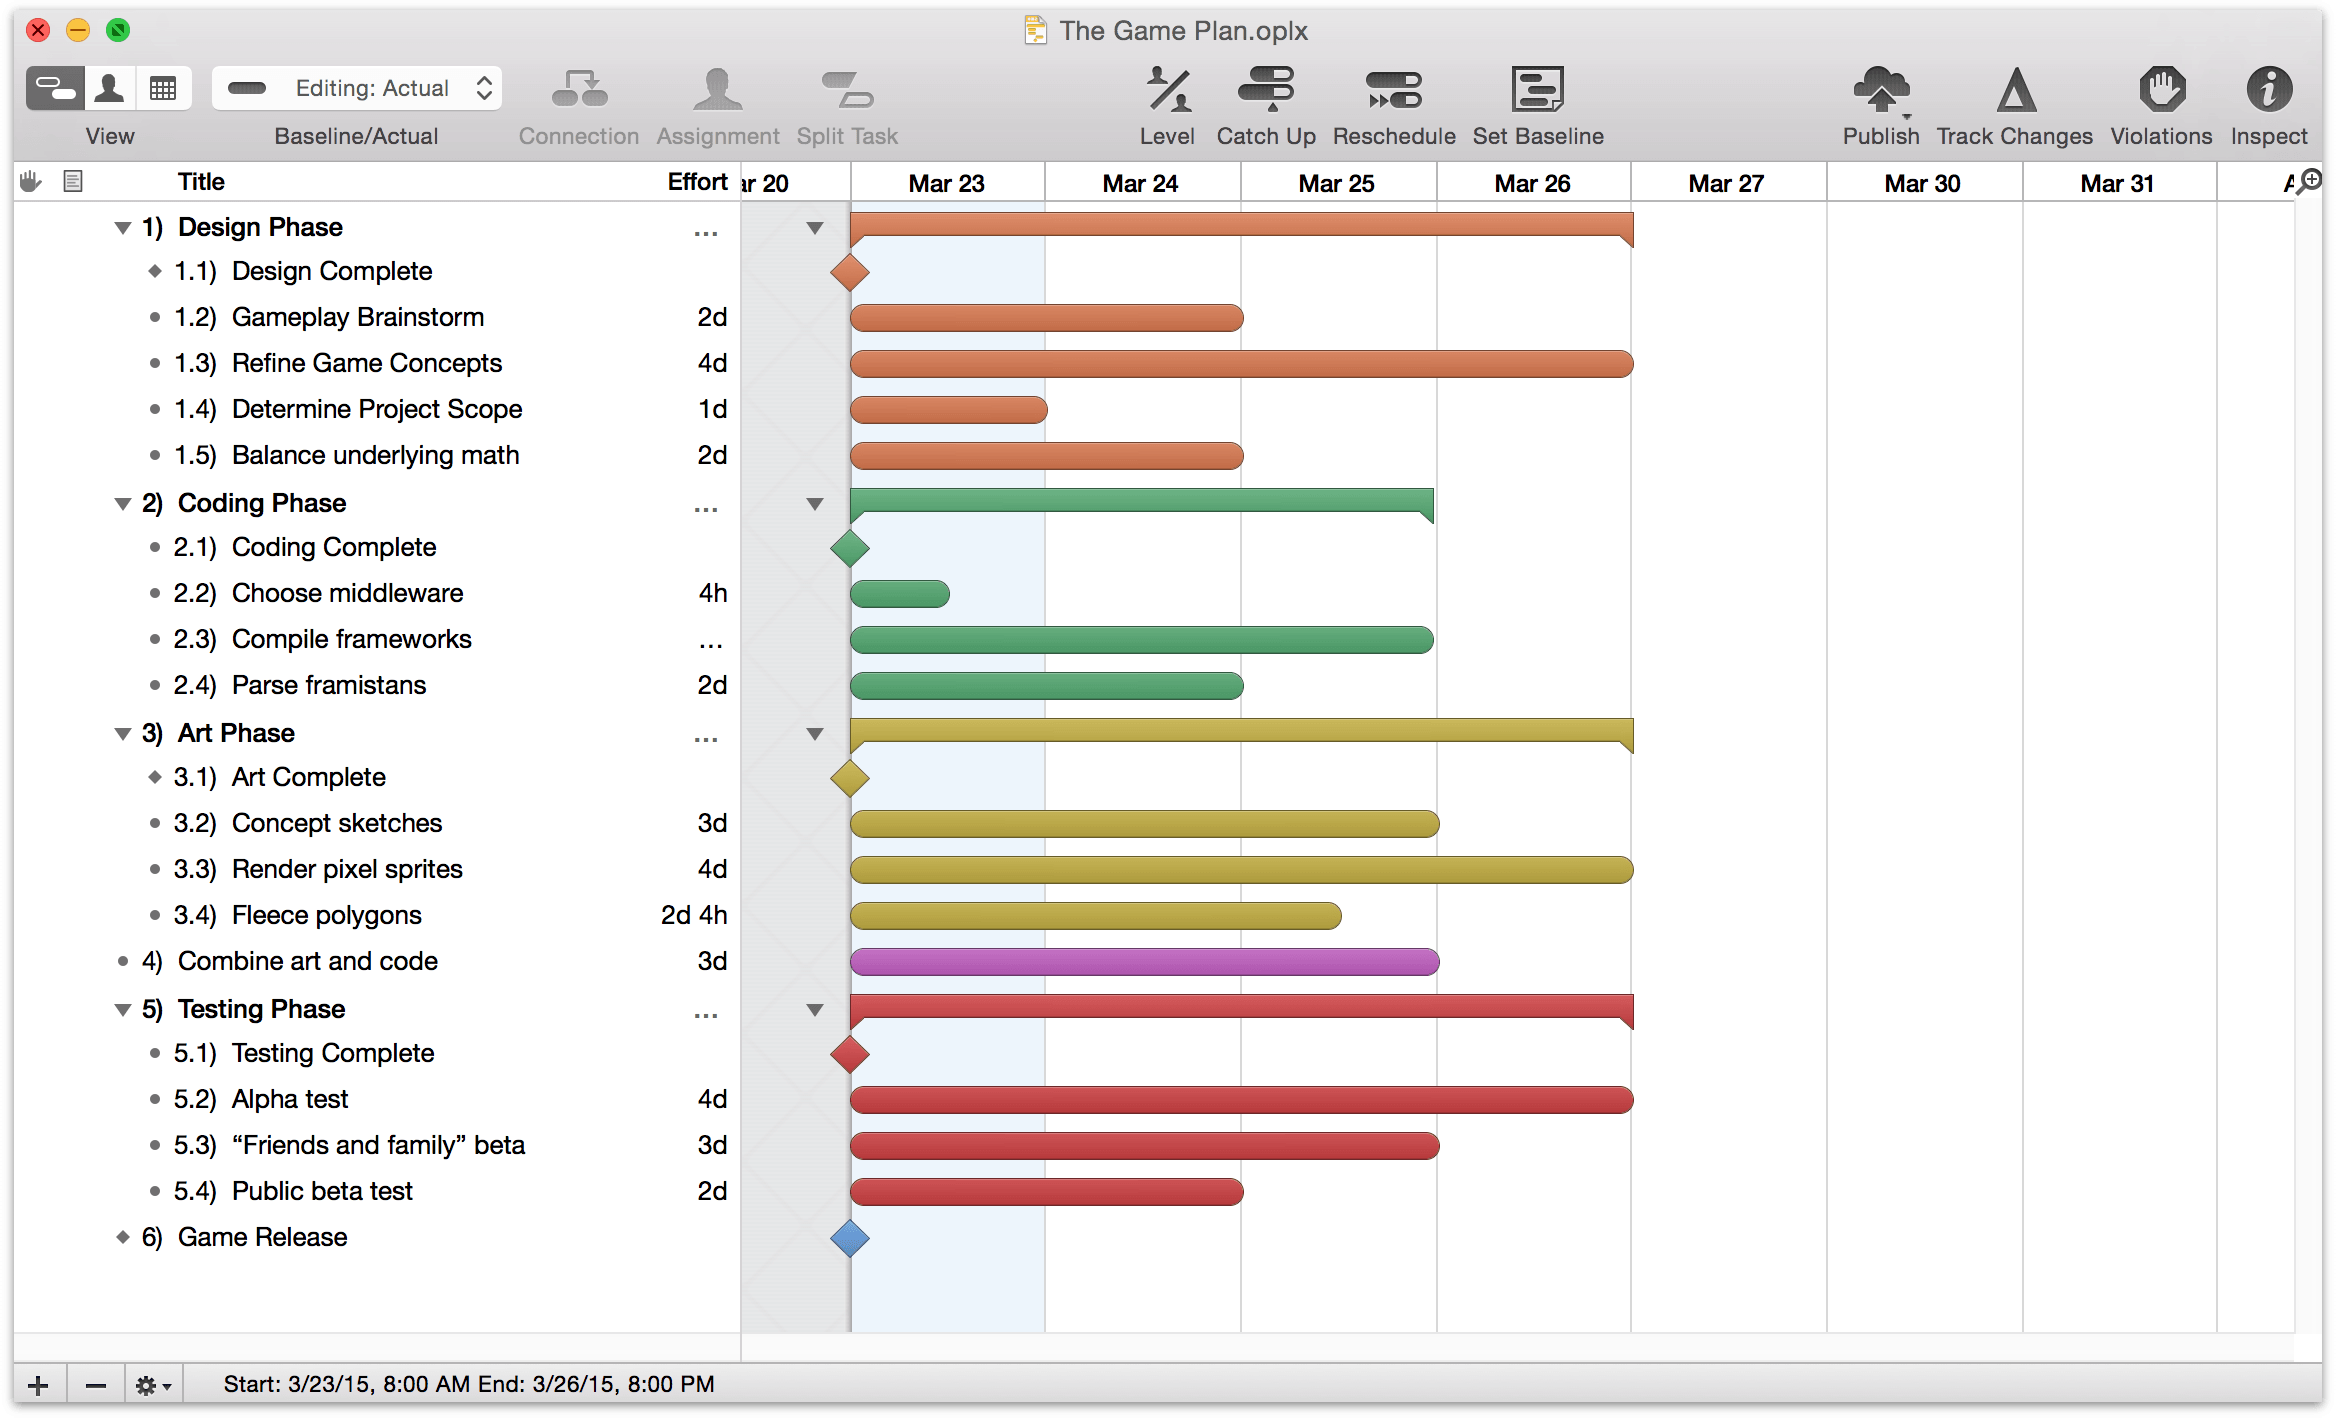 The Game Plan.oplx
Editing: Actual
View Baseline/Actual Connection Assignment Split Task Level Catch Up Reschedule Set Baseline Publish Track Changes Violations Inspect
Title Effort ar 20 Mar 23 Mar 24 Mar 25 Mar 26 Mar 27 Mar 30 Mar 31 A
1) Design Phase ...
1.1) Design Complete
1.2) Gameplay Brainstorm 2d
1.3) Refine Game Concepts 4d
1.4) Determine Project Scope 1d
1.5) Balance underlying math 2d
2) Coding Phase ...
2.1) Coding Complete
2.2) Choose middleware 4h
2.3) Compile frameworks ...
2.4) Parse framistans 2d
3) Art Phase ...
3.1) Art Complete
3.2) Concept sketches 3d
3.3) Render pixel sprites 4d
3.4) Fleece polygons 2d 4h
4) Combine art and code 3d
5) Testing Phase ...
5.1) Testing Complete
5.2) Alpha test 4d
5.3) “Friends and family” beta 3d
5.4) Public beta test 2d
6) Game Release
Start: 3/23/15, 8:00 AM End: 3/26/15, 8:00 PM